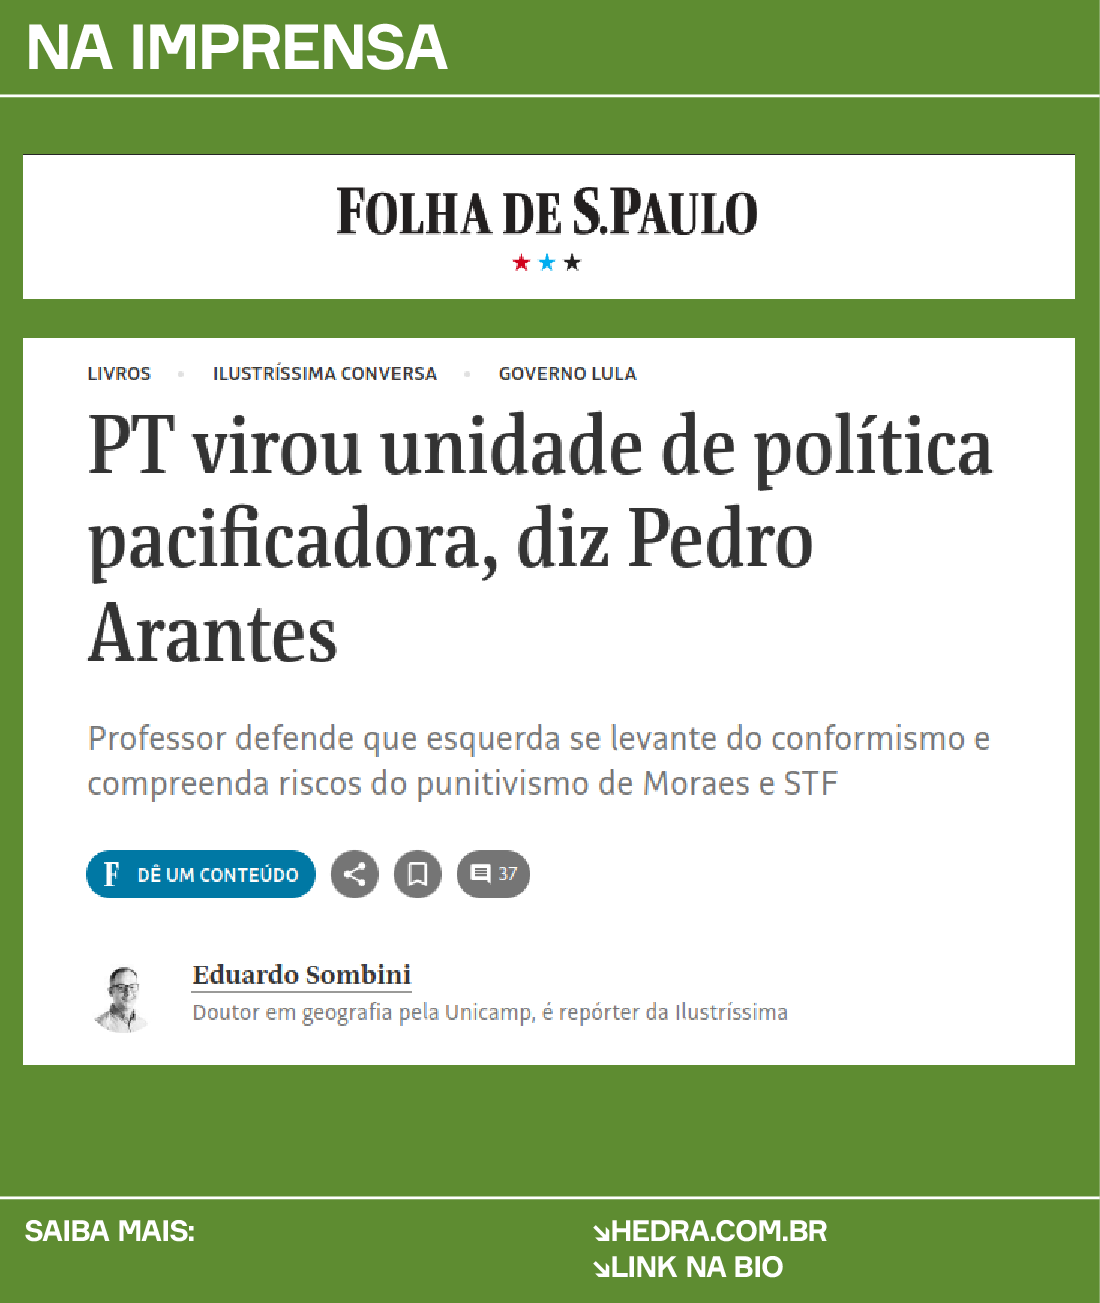 NA IMPRENSA
FOLHA DE S.PAULO
LIVROS • ILUSTRÍSSIMA CONVERSA • GOVERNO LULA
PT virou unidade de política
pacificadora, diz Pedro
Arantes
Professor defende que esquerda se levante do conformismo e
compreenda riscos do punitivismo de Moraes e STF
F DÊ UM CONTEÚDO 37
Eduardo Sombini
Doutor em geografia pela Unicamp, é repórter da Ilustríssima
SAIBA MAIS: ↘HEDRA.COM.BR
↘LINK NA BIO